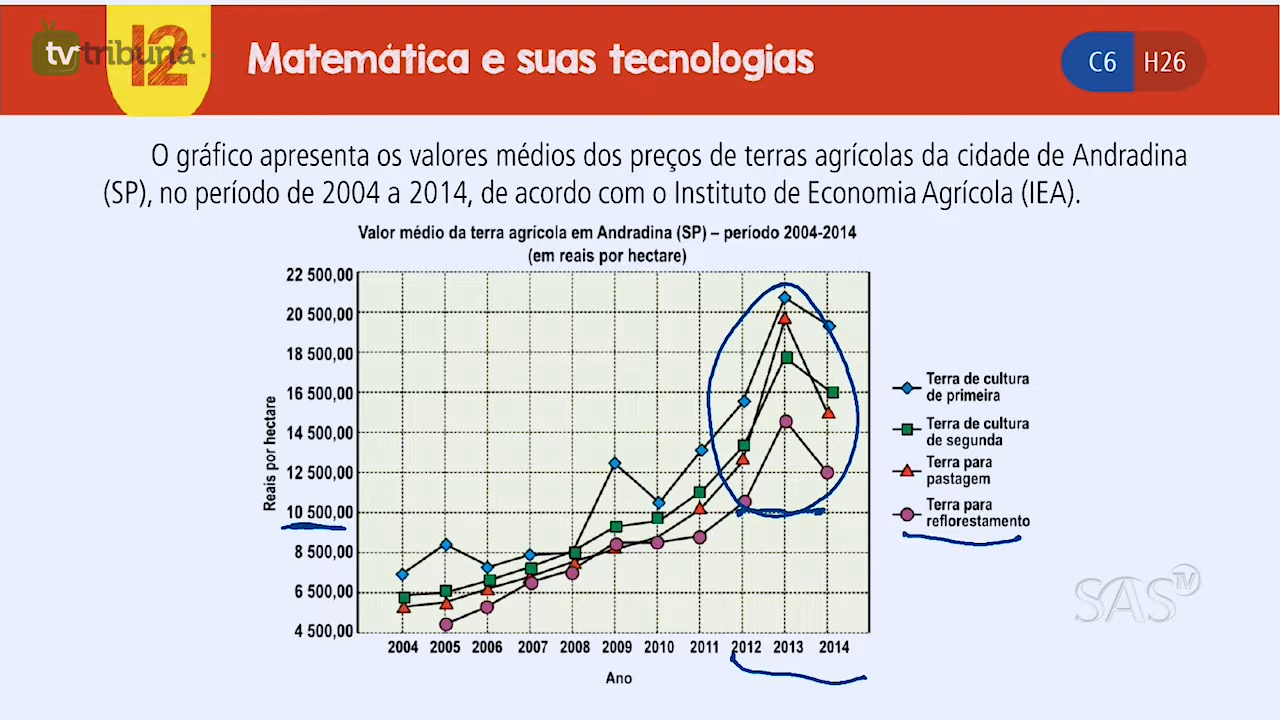 tvtribuna
12
Matemática e suas tecnologias
C6 H26
O gráfico apresenta os valores médios dos preços de terras agrícolas da cidade de Andradina
(SP), no período de 2004 a 2014, de acordo com o Instituto de Economia Agrícola (IEA).
Valor médio da terra agrícola em Andradina (SP) – período 2004-2014
(em reais por hectare)
22 500,00
20 500,00
18 500,00
16 500,00
14 500,00
12 500,00
10 500,00
8 500,00
6 500,00
4 500,00
Reais por hectare
2004 2005 2006 2007 2008 2009 2010 2011 2012 2013 2014
Ano
Terra de cultura
de primeira
Terra de cultura
de segunda
Terra para
pastagem
Terra para
reflorestamento
SAS TV